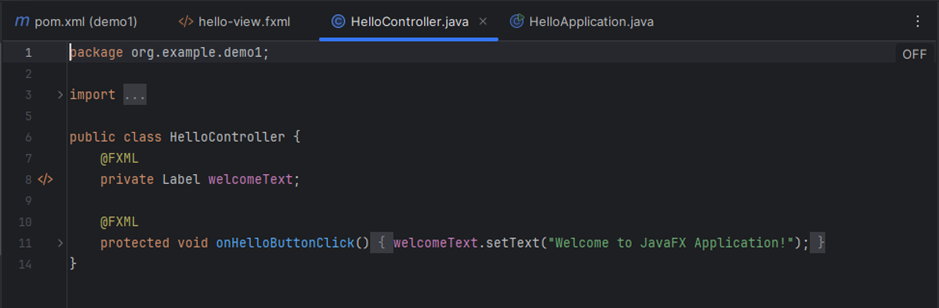 m pom.xml (demo1) </> hello-view.fxml © HelloController.java × © HelloApplication.java
1 package org.example.demo1; OFF
2
3 > import ...
5
6 public class HelloController {
7 @FXML
8 </> private Label welcomeText;
9
10 @FXML
11 > protected void onHelloButtonClick() { welcomeText.setText("Welcome to JavaFX Application!"); }
14 }